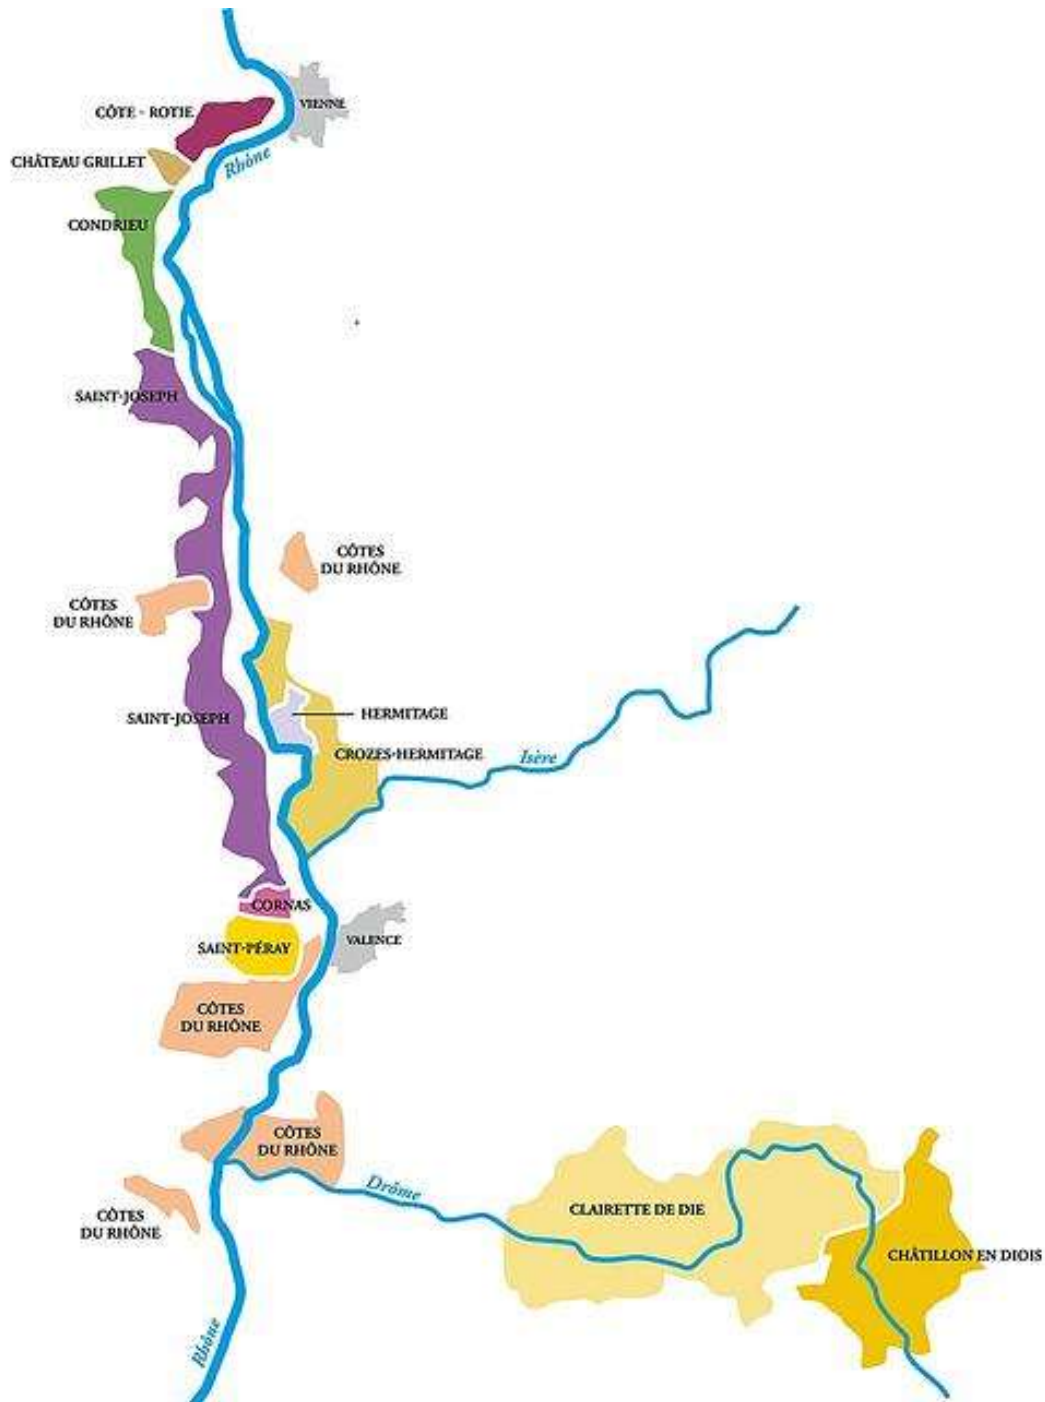 VIENNE
CÔTE - ROTIE
CHÂTEAU GRILLET
Rhône
CONDRIEU
SAINT-JOSEPH
CÔTES
DU RHÔNE
CÔTES
DU RHÔNE
SAINT-JOSEPH
HERMITAGE
CROZES-HERMITAGE
Isère
CORNAS
VALENCE
SAINT-PÉRAY
CÔTES
DU RHÔNE
CÔTES
DU RHÔNE
Drôme
CÔTES
DU RHÔNE
CLAIRETTE DE DIE
CHÂTILLON EN DIOIS
Rhône